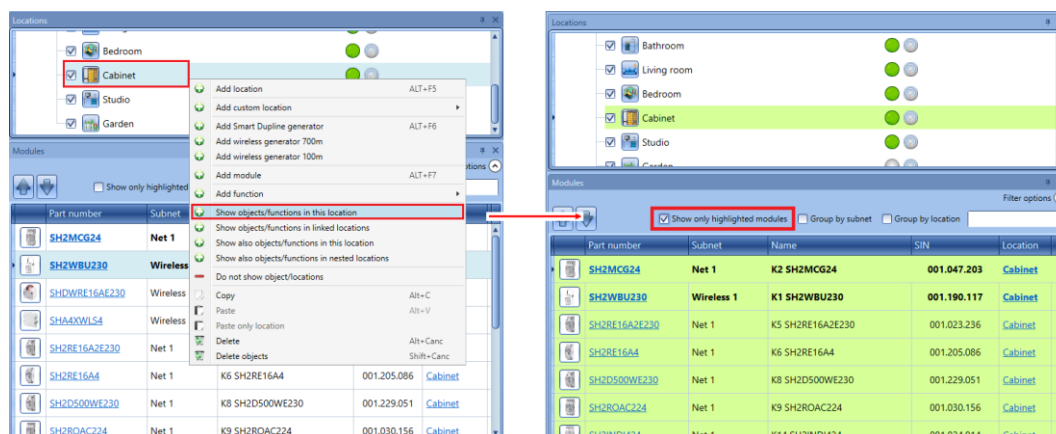 Locations
Bedroom
Cabinet
Studio
Garden
Add location ALT+F5
Add custom location
Add Smart Dupline generator ALT+F6
Add wireless generator 700m
Add wireless generator 100m
Add module ALT+F7
Add function
Show objects/functions in this location
Show objects/functions in linked locations
Show also objects/functions in this location
Show also objects/functions in nested locations
Do not show object/locations
Copy Alt+C
Paste Alt+V
Paste only location
Delete Alt+Canc
Delete objects Shift+Canc
Modules
Show only highlighted
Part number Subnet
SH2MCG24 Net 1
SH2WBU230 Wireless
SHDWRE16AE230 Wireless
SHA4XWLS4 Wireless
SH2RE16A2E230 Net 1
SH2RE16A4 Net 1 K6 SH2RE16A4 001.205.086 Cabinet
SH2D500WE230 Net 1 K8 SH2D500WE230 001.229.051 Cabinet
SH2ROAC224 Net 1 K9 SH2ROAC224 001.030.156 Cabinet
Locations
Bathroom
Living room
Bedroom
Cabinet
Studio
Garden
Modules
Filter options
Show only highlighted modules Group by subnet Group by location
Part number Subnet Name SIN Location
SH2MCG24 Net 1 K2 SH2MCG24 001.047.203 Cabinet
SH2WBU230 Wireless 1 K1 SH2WBU230 001.190.117 Cabinet
SH2RE16A2E230 Net 1 K5 SH2RE16A2E230 001.023.236 Cabinet
SH2RE16A4 Net 1 K6 SH2RE16A4 001.205.086 Cabinet
SH2D500WE230 Net 1 K8 SH2D500WE230 001.229.051 Cabinet
SH2ROAC224 Net 1 K9 SH2ROAC224 001.030.156 Cabinet